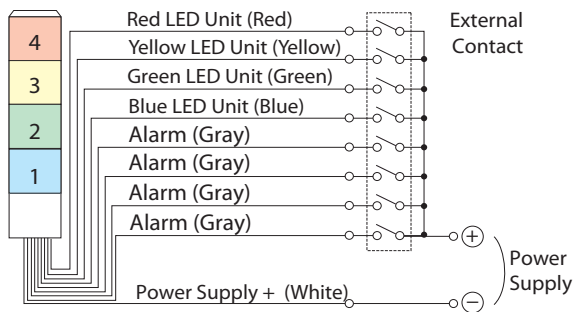 4
3
2
1
Red LED Unit (Red)
Yellow LED Unit (Yellow)
Green LED Unit (Green)
Blue LED Unit (Blue)
Alarm (Gray)
Alarm (Gray)
Alarm (Gray)
Alarm (Gray)
Power Supply + (White)
External
Contact
+
−
Power
Supply